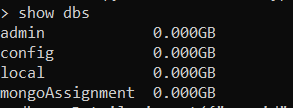 > show dbs
admin 0.000GB
config 0.000GB
local 0.000GB
mongoAssignment 0.000GB